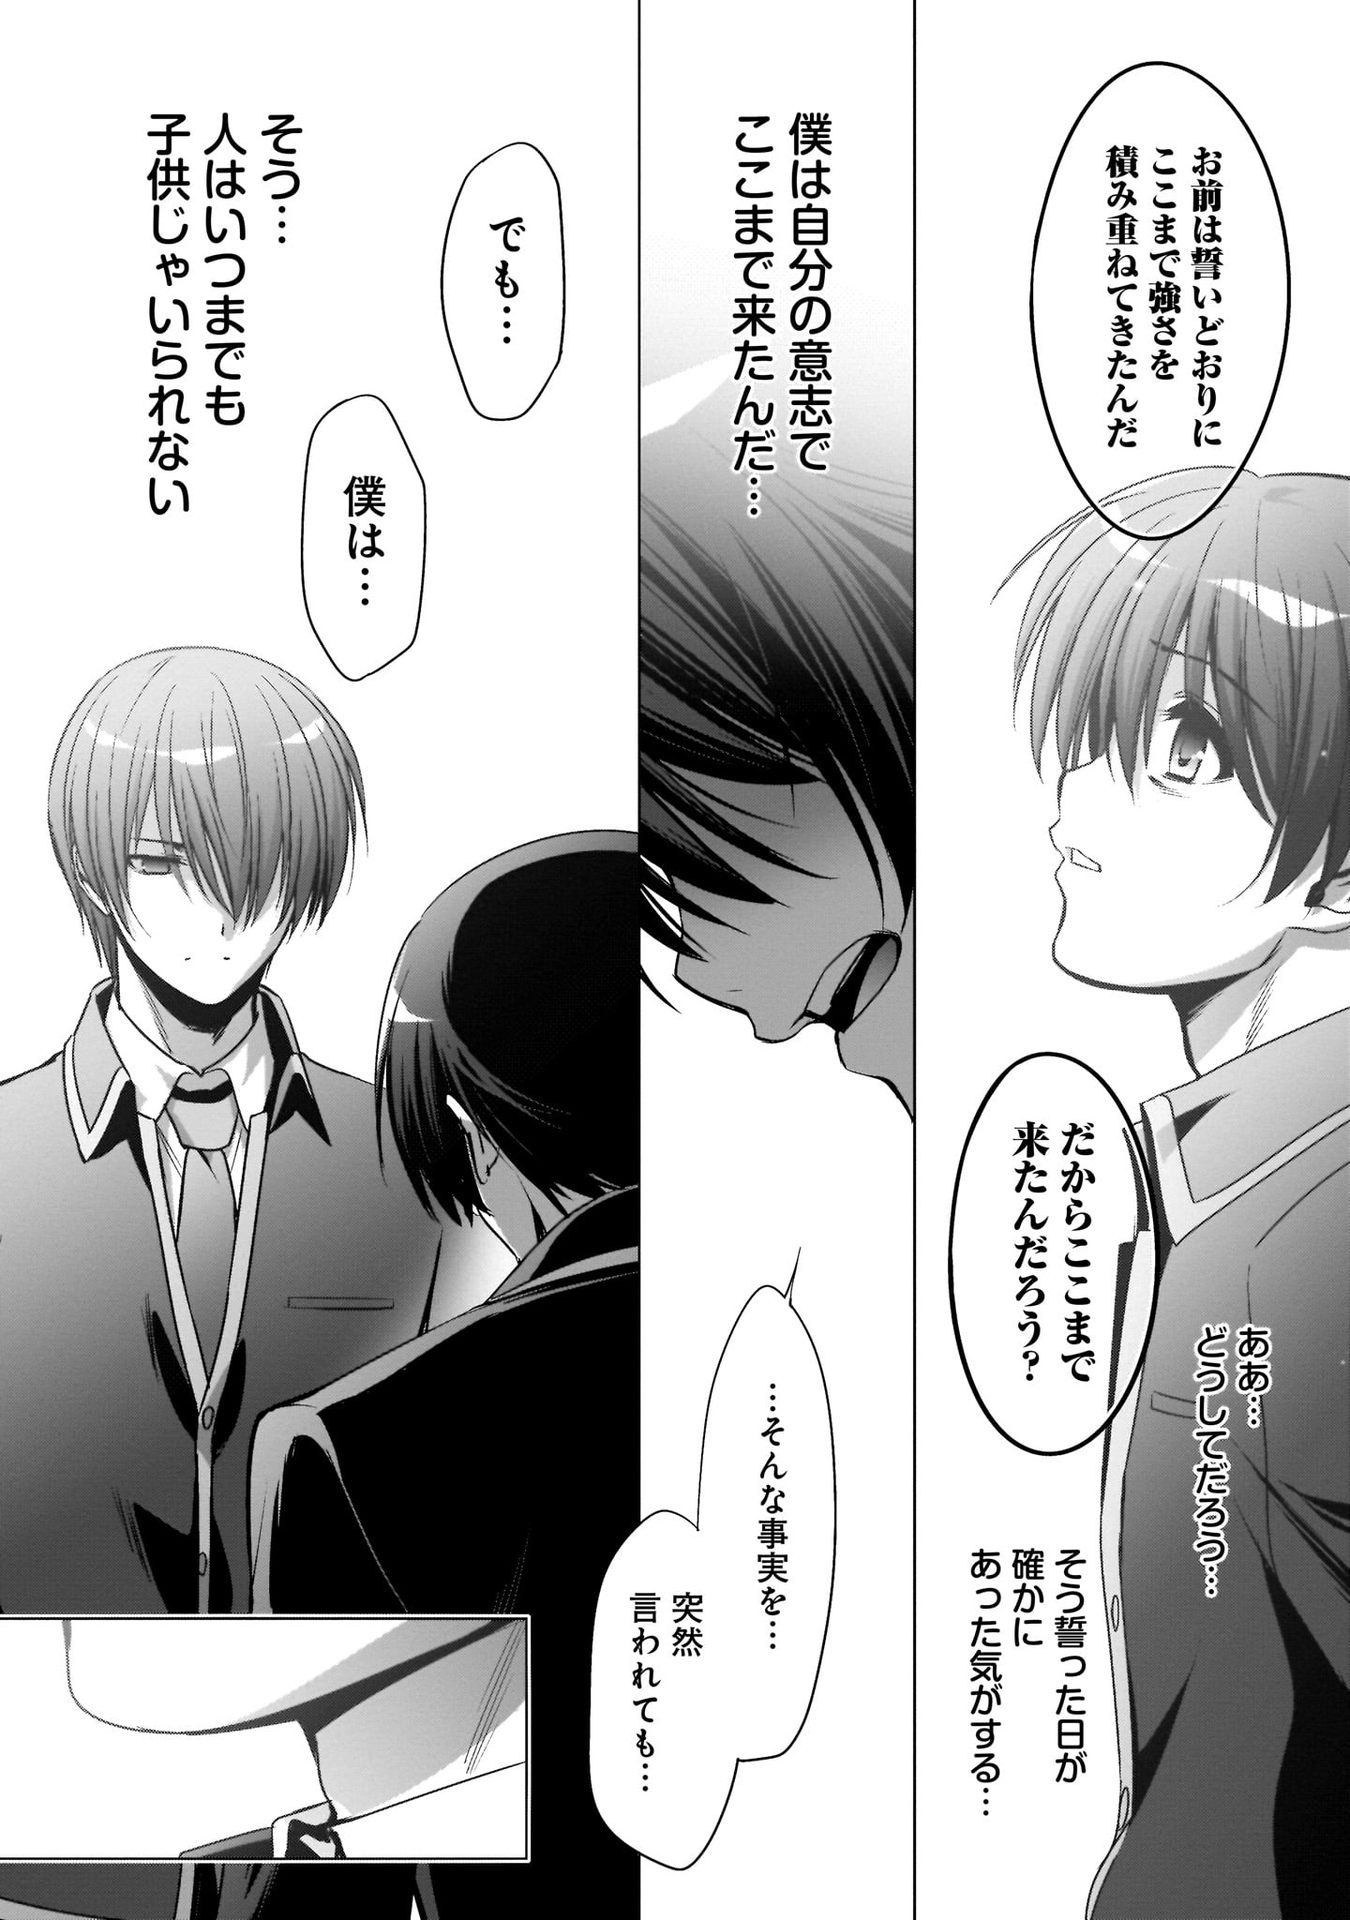 お前は誓いどおりに
ここまで強さを
積み重ねてきたんだ
だからここまで
来たんだろう?
ああ…
どうしてだろう…
そう誓った日が
確かに
あった気がする…
僕は自分の意志で
ここまで来たんだ…
…そんな事実を…
突然
言われても…
でも…
僕は…
そう…
人はいつまでも
子供じゃいられない